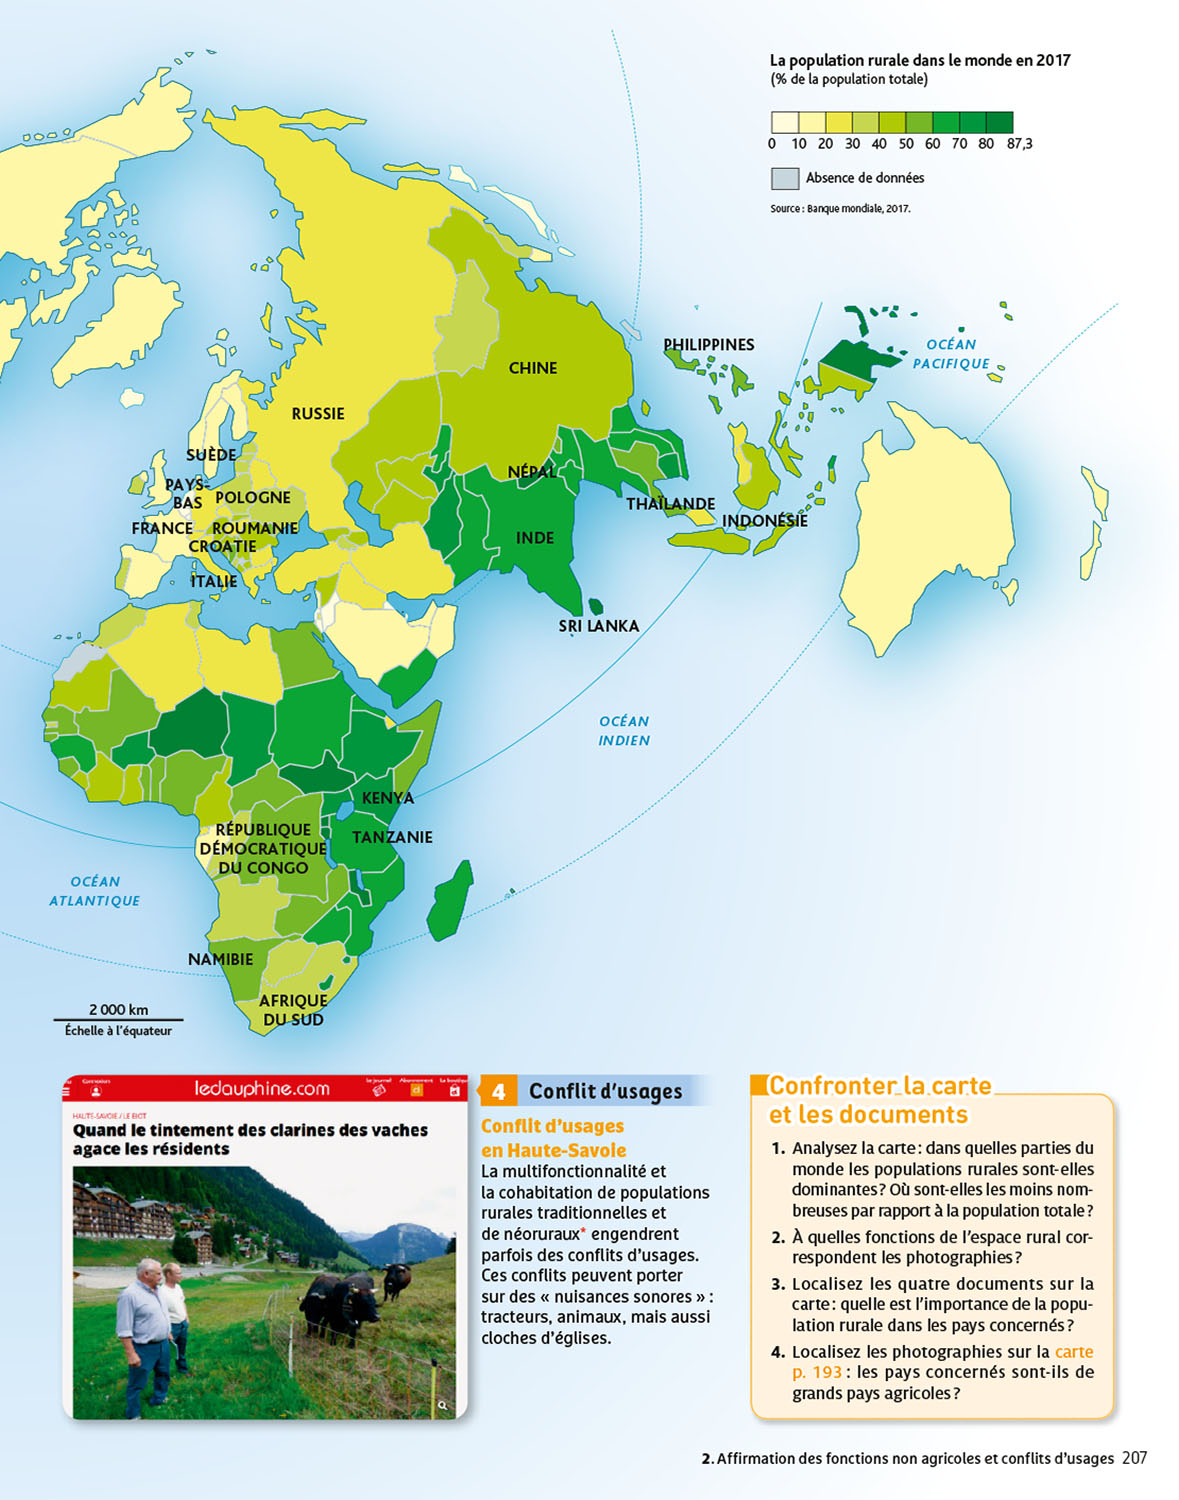 La population rurale dans le monde en 2017
(% de la population totale)
0 10 20 30 40 50 60 70 80 87,3
Absence de données
Source : Banque mondiale, 2017.
PHILIPPINES
OCÉAN
PACIFIQUE
CHINE
RUSSIE
SUÈDE
NÉPAL
PAYS-
BAS
POLOGNE
THAÏLANDE
INDONÉSIE
FRANCE
ROUMANIE
INDE
CROATIE
ITALIE
SRI LANKA
OCÉAN
INDIEN
KENYA
RÉPUBLIQUE
DÉMOCRATIQUE
DU CONGO
TANZANIE
OCÉAN
ATLANTIQUE
NAMIBIE
AFRIQUE
DU SUD
2 000 km
Échelle à l'équateur
Connexion
ledauphine.com
Le journal
Abonnement
HAUTE-SAVOIE / LE BIOT
Quand le tintement des clarines des vaches
agace les résidents
4 Conflit d'usages
Conflit d'usages
en Haute-Savoie
La multifonctionnalité et
la cohabitation de populations
rurales traditionnelles et
de néoruraux* engendrent
parfois des conflits d'usages.
Ces conflits peuvent porter
sur des « nuisances sonores » :
tracteurs, animaux, mais aussi
cloches d'églises.
Confronter la carte
et les documents
1. Analysez la carte : dans quelles parties du
monde les populations rurales sont-elles
dominantes ? Où sont-elles les moins nom-
breuses par rapport à la population totale ?
2. À quelles fonctions de l'espace rural cor-
respondent les photographies ?
3. Localisez les quatre documents sur la
carte : quelle est l'importance de la popu-
lation rurale dans les pays concernés ?
4. Localisez les photographies sur la carte
p. 193 : les pays concernés sont-ils de
grands pays agricoles ?
2. Affirmation des fonctions non agricoles et conflits d'usages 207